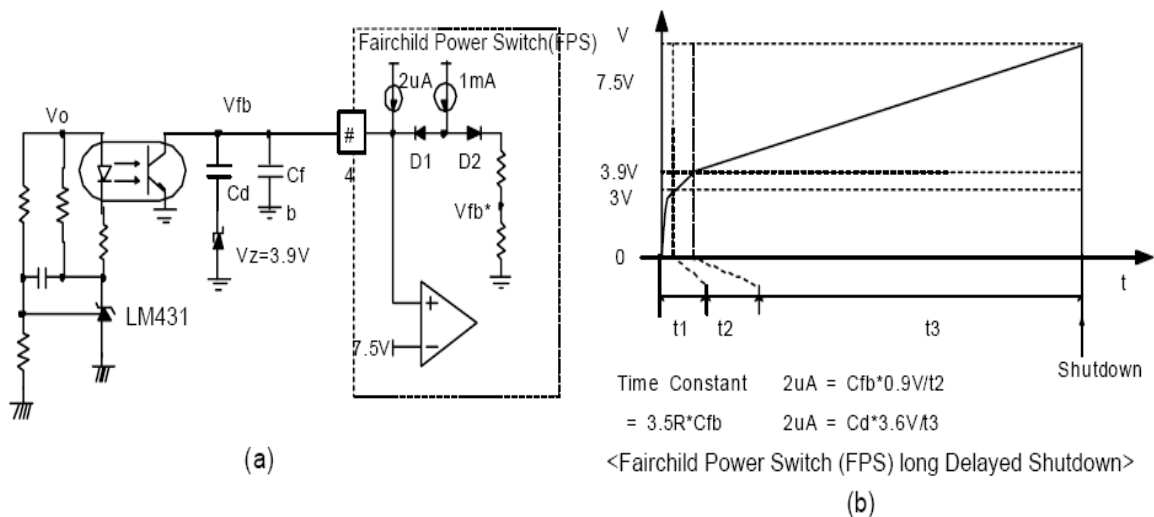 Fairchild Power Switch(FPS)
2uA
1mA
Vo
Vfb
#
4
D1
D2
Cd
Cf
b
Vfb*
Vz=3.9V
LM431
7.5V
+
−
(a)
V
7.5V
3.9V
3V
0
t
t1
t2
t3
Shutdown
Time Constant 2uA = Cfb*0.9V/t2
= 3.5R*Cfb 2uA = Cd*3.6V/t3
<Fairchild Power Switch (FPS) long Delayed Shutdown>
(b)